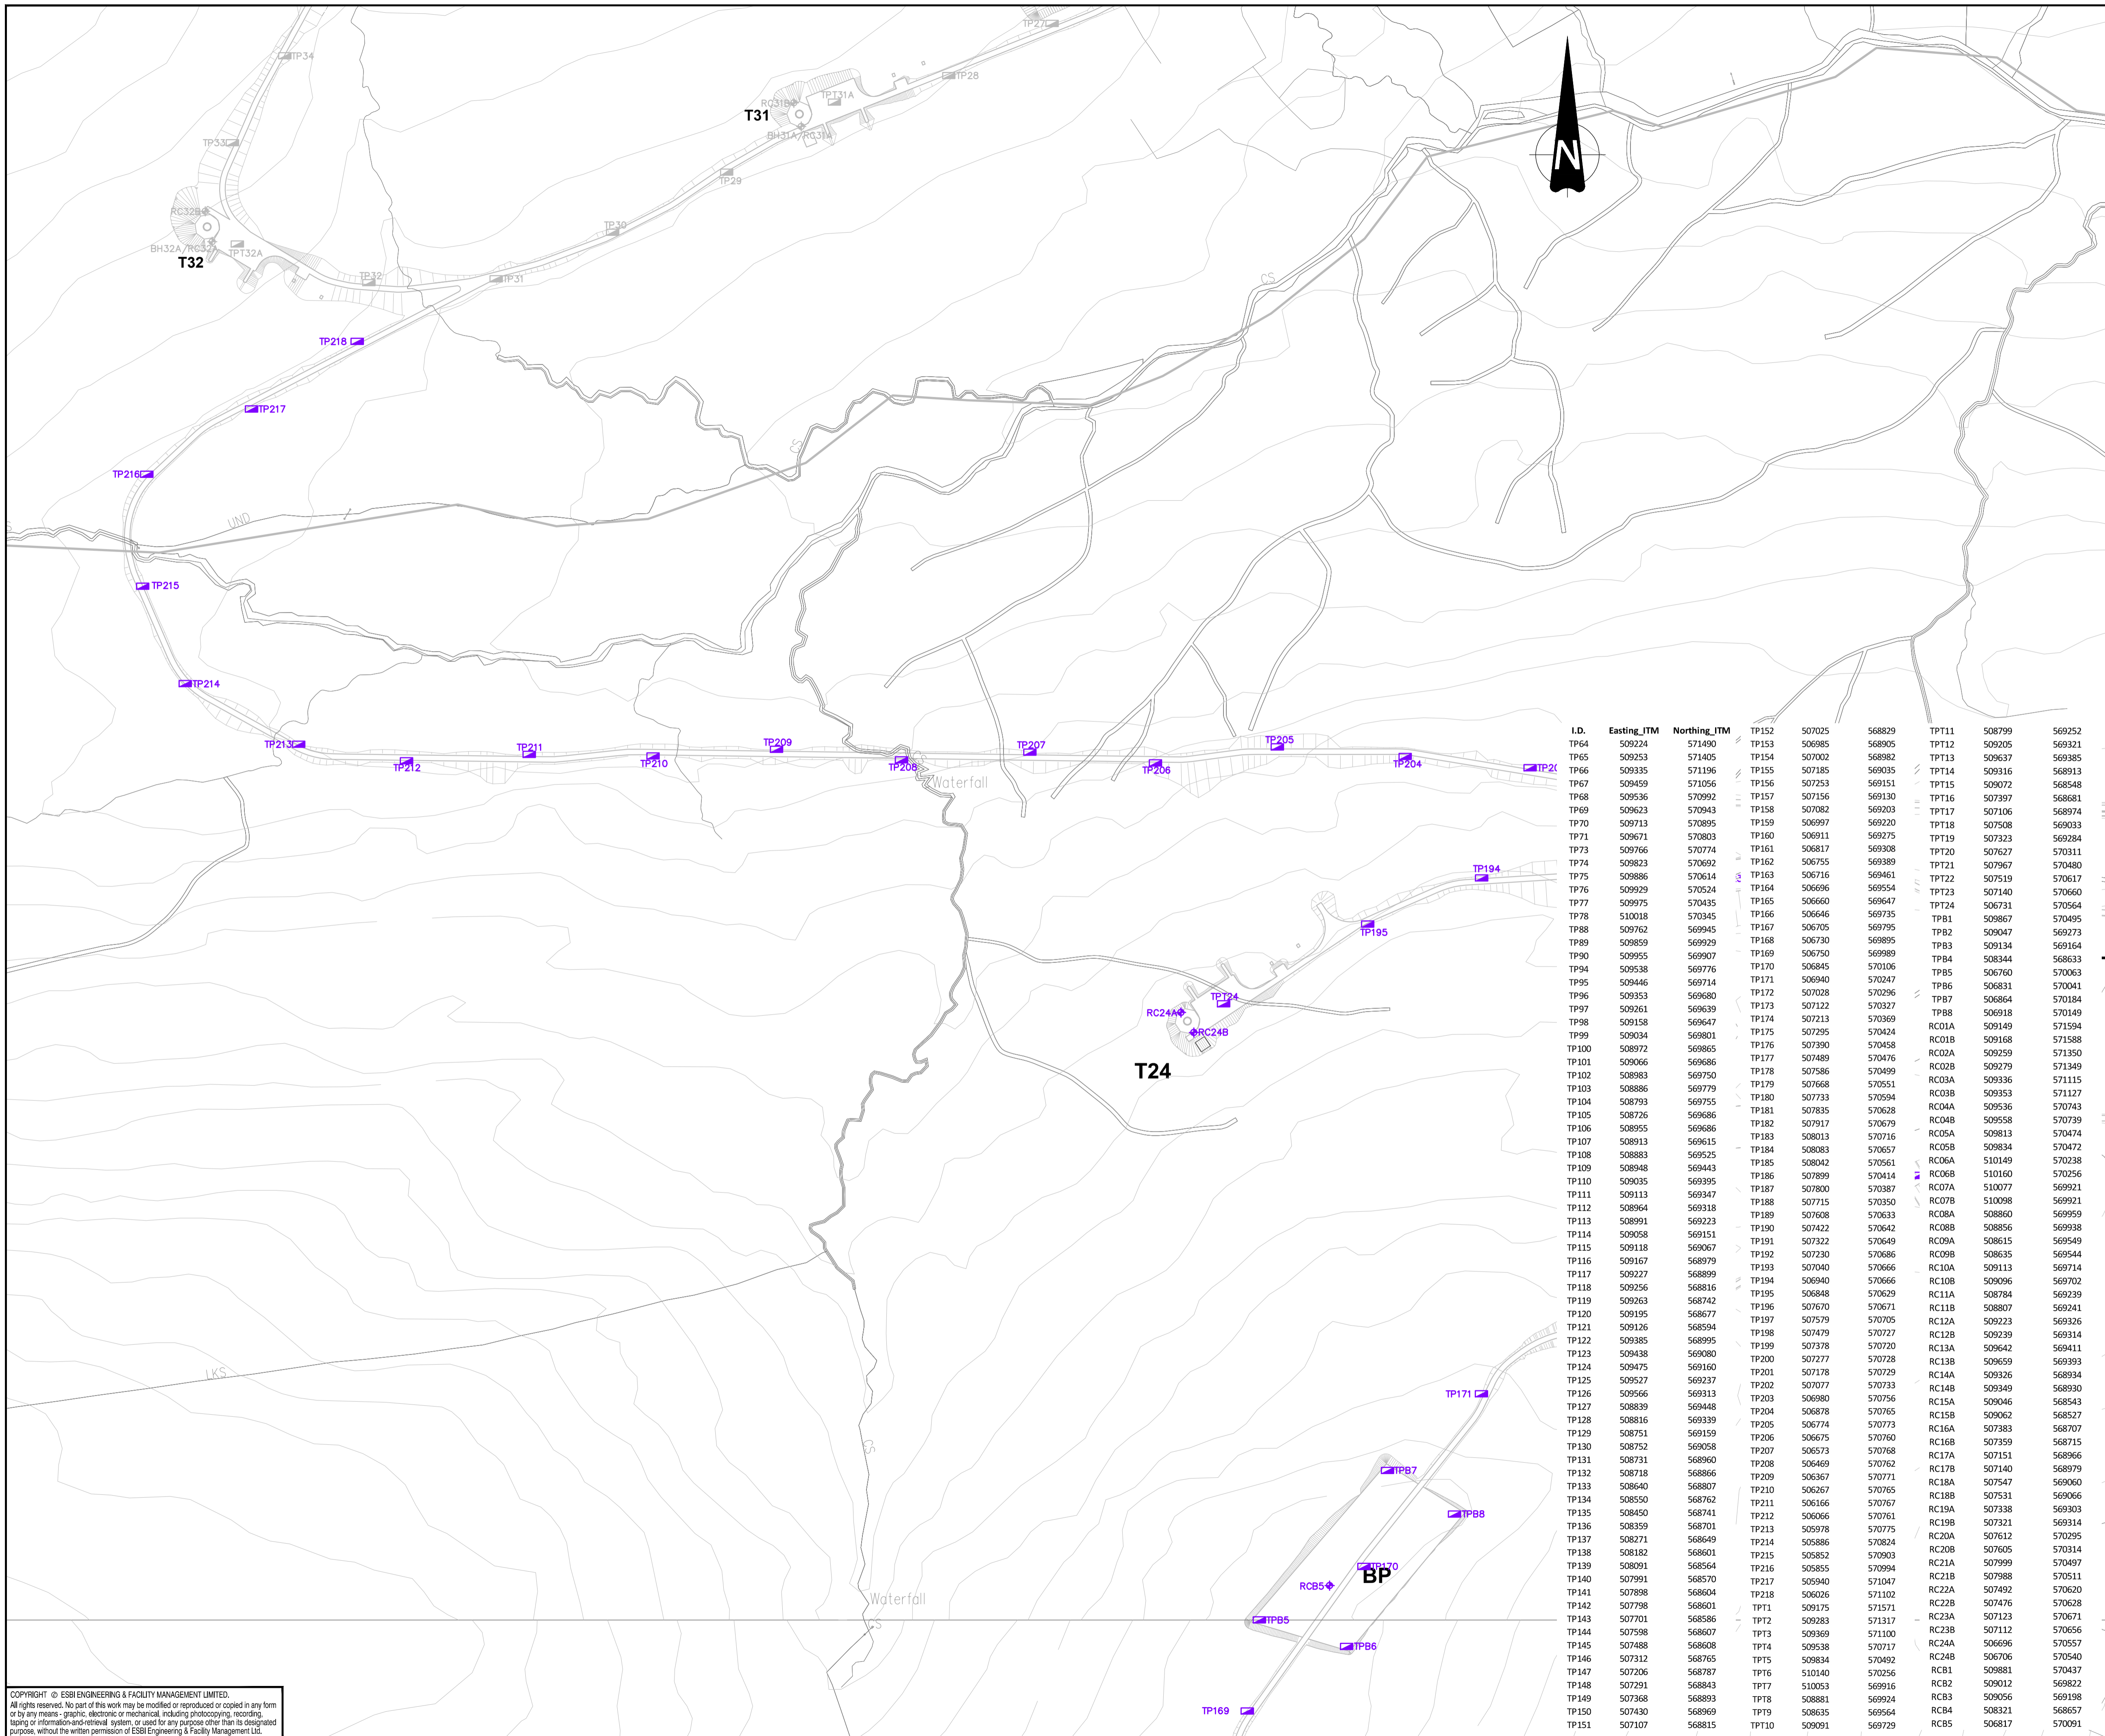 TP34
TP27
TP28
TPT31A
RC31B
T31
BH31A/RC31A
TP33
TP29
N
RC32B
TP30
BH32A/RC32A
TPT32A
T32
TP32
TP31
CS
TP218
TP217
CS
TP216
UND
TP215
TP214
TP213
TP212
TP211
TP210
TP209
TP208
TP207
TP206
TP205
TP204
Waterfall
TP194
TP195
TPT24
RC24A
RC24B
T24
LKS
TP171
CS
TPB7
TPB8
TP170
BP
RCB5
Waterfall
CS
TPB5
TPB6
TP169
I.D. Easting_ITM Northing_ITM
TP64 509224 571490
TP65 509253 571405
TP66 509335 571196
TP67 509459 571056
TP68 509536 570992
TP69 509623 570943
TP70 509713 570895
TP71 509671 570803
TP73 509766 570774
TP74 509823 570692
TP75 509886 570614
TP76 509929 570524
TP77 509975 570435
TP78 510018 570345
TP88 509762 569945
TP89 509859 569929
TP90 509955 569907
TP94 509538 569776
TP95 509446 569714
TP96 509353 569680
TP97 509261 569639
TP98 509158 569647
TP99 509034 569801
TP100 508972 569865
TP101 509066 569686
TP102 508983 569750
TP103 508886 569779
TP104 508793 569755
TP105 508726 569686
TP106 508955 569686
TP107 508913 569615
TP108 508883 569525
TP109 508948 569443
TP110 509035 569395
TP111 509113 569347
TP112 508964 569318
TP113 508991 569223
TP114 509058 569151
TP115 509118 569067
TP116 509167 568979
TP117 509227 568899
TP118 509256 568816
TP119 509263 568742
TP120 509195 568677
TP121 509126 568594
TP122 509385 568995
TP123 509438 569080
TP124 509475 569160
TP125 509527 569237
TP126 509566 569313
TP127 508839 569448
TP128 508816 569339
TP129 508751 569159
TP130 508752 569058
TP131 508731 568960
TP132 508718 568866
TP133 508640 568807
TP134 508550 568762
TP135 508450 568741
TP136 508359 568701
TP137 508271 568649
TP138 508182 568601
TP139 508091 568564
TP140 507991 568570
TP141 507898 568604
TP142 507798 568601
TP143 507701 568586
TP144 507598 568607
TP145 507488 568608
TP146 507312 568765
TP147 507206 568787
TP148 507291 568843
TP149 507368 568893
TP150 507430 568969
TP151 507107 568815
TP152 507025 568829
TP153 506985 568905
TP154 507002 568982
TP155 507185 569035
TP156 507253 569151
TP157 507156 569130
TP158 507082 569203
TP159 506997 569220
TP160 506911 569275
TP161 506817 569308
TP162 506755 569389
TP163 506716 569461
TP164 506696 569554
TP165 506660 569647
TP166 506646 569735
TP167 506705 569795
TP168 506730 569895
TP169 506750 569989
TP170 506845 570106
TP171 506940 570247
TP172 507028 570296
TP173 507122 570327
TP174 507213 570369
TP175 507295 570424
TP176 507390 570458
TP177 507489 570476
TP178 507586 570499
TP179 507668 570551
TP180 507733 570594
TP181 507835 570628
TP182 507917 570679
TP183 508013 570716
TP184 508083 570657
TP185 508042 570561
TP186 507899 570414
TP187 507800 570387
TP188 507715 570350
TP189 507608 570633
TP190 507422 570642
TP191 507322 570649
TP192 507230 570686
TP193 507040 570666
TP194 506940 570666
TP195 506848 570629
TP196 507670 570671
TP197 507579 570705
TP198 507479 570727
TP199 507378 570720
TP200 507277 570728
TP201 507178 570729
TP202 507077 570733
TP203 506980 570756
TP204 506878 570765
TP205 506774 570773
TP206 506675 570760
TP207 506573 570768
TP208 506469 570762
TP209 506367 570771
TP210 506267 570765
TP211 506166 570767
TP212 506066 570761
TP213 505978 570775
TP214 505886 570824
TP215 505852 570903
TP216 505855 570994
TP217 505940 571047
TP218 506026 571102
TPT1 509175 571571
TPT2 509283 571317
TPT3 509369 571100
TPT4 509538 570717
TPT5 509834 570492
TPT6 510140 570256
TPT7 510053 569916
TPT8 508881 569924
TPT9 508635 569564
TPT10 509091 569729
TPT11 508799 569252
TPT12 509205 569321
TPT13 509637 569385
TPT14 509316 568913
TPT15 509072 568548
TPT16 507397 568681
TPT17 507106 568974
TPT18 507508 569033
TPT19 507323 569284
TPT20 507627 570311
TPT21 507967 570480
TPT22 507519 570617
TPT23 507140 570660
TPT24 506731 570564
TPB1 509867 570495
TPB2 509047 569273
TPB3 509134 569164
TPB4 508344 568633
TPB5 506760 570063
TPB6 506831 570041
TPB7 506864 570184
TPB8 506918 570149
RC01A 509149 571594
RC01B 509168 571588
RC02A 509259 571350
RC02B 509279 571349
RC03A 509336 571115
RC03B 509353 571127
RC04A 509536 570743
RC04B 509558 570739
RC05A 509813 570474
RC05B 509834 570472
RC06A 510149 570238
RC06B 510160 570256
RC07A 510077 569921
RC07B 510098 569921
RC08A 508860 569959
RC08B 508856 569938
RC09A 508615 569549
RC09B 508635 569544
RC10A 509113 569714
RC10B 509096 569702
RC11A 508784 569239
RC11B 508807 569241
RC12A 509223 569326
RC12B 509239 569314
RC13A 509642 569411
RC13B 509659 569393
RC14A 509326 568934
RC14B 509349 568930
RC15A 509046 568543
RC15B 509062 568527
RC16A 507383 568707
RC16B 507359 568715
RC17A 507151 568966
RC17B 507140 568979
RC18A 507547 569060
RC18B 507531 569066
RC19A 507338 569303
RC19B 507321 569314
RC20A 507612 570295
RC20B 507605 570314
RC21A 507999 570497
RC21B 507988 570511
RC22A 507492 570620
RC22B 507476 570628
RC23A 507123 570671
RC23B 507112 570656
RC24A 506696 570557
RC24B 506706 570540
RCB1 509881 570437
RCB2 509012 569822
RCB3 509056 569198
RCB4 508321 568657
RCB5 506817 570091
COPYRIGHT © ESBI ENGINEERING & FACILITY MANAGEMENT LIMITED.
All rights reserved. No part of this work may be modified or reproduced or copied in any form
or by any means - graphic, electronic or mechanical, including photocopying, recording,
taping or information-and-retrieval system, or used for any purpose other than its designated
purpose, without the written permission of ESBI Engineering & Facility Management Ltd.